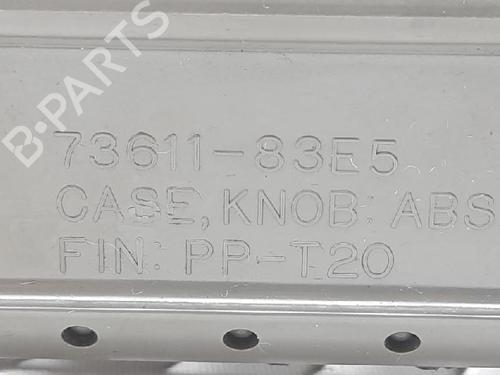 B-PARTS
73611-83E5
CASE, KNOB: ABS
FIN: PP-T20